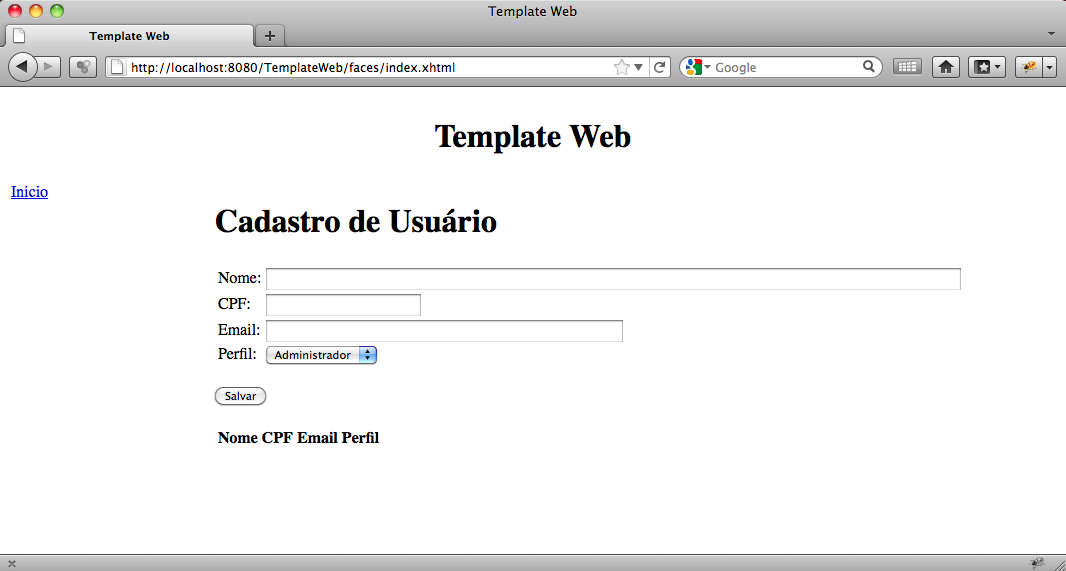 Template Web
Template Web
http://localhost:8080/TemplateWeb/faces/index.xhtml
Google
Template Web
Inicio
Cadastro de Usuário
Nome:
CPF:
Email:
Perfil: Administrador
Salvar
Nome CPF Email Perfil